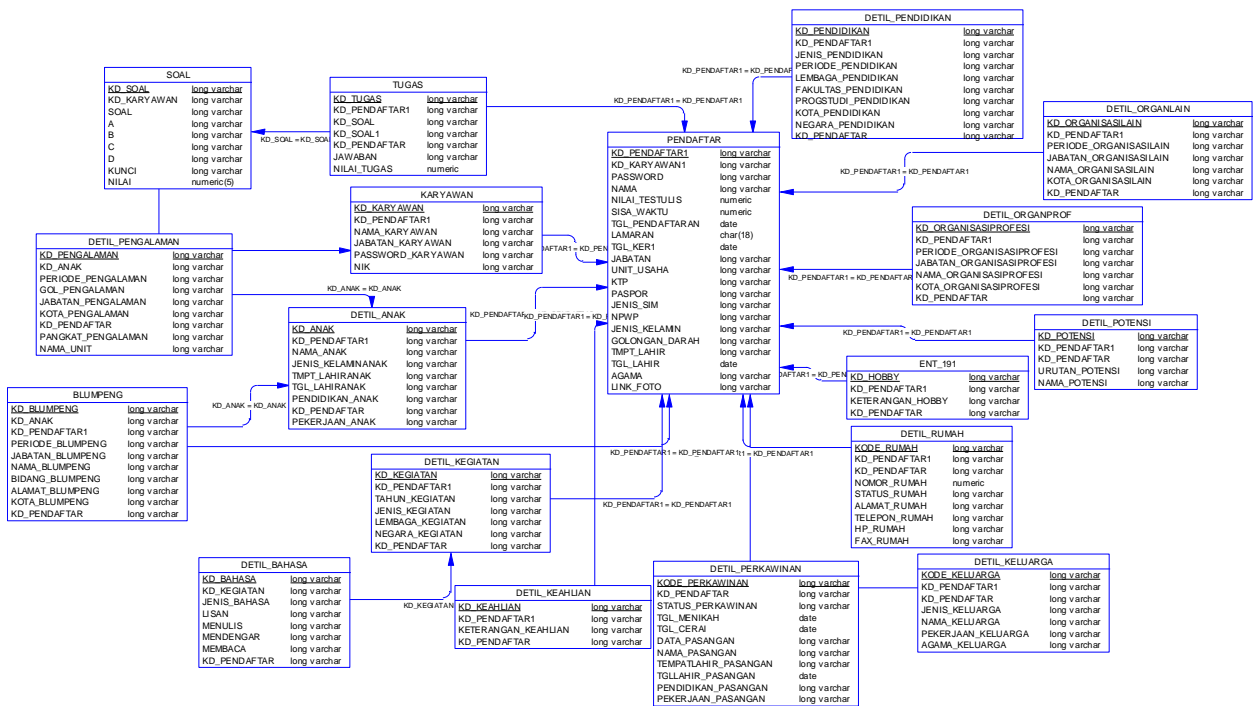 DETIL_PENDIDIKAN
KD_PENDIDIKAN long varchar
KD_PENDAFTAR1 long varchar
JENIS_PENDIDIKAN long varchar
PERIODE_PENDIDIKAN long varchar
LEMBAGA_PENDIDIKAN long varchar
FAKULTAS_PENDIDIKAN long varchar
PROGSTUDI_PENDIDIKAN long varchar
KOTA_PENDIDIKAN long varchar
NEGARA_PENDIDIKAN long varchar
KD_PENDAFTAR long varchar
KD_PENDAFTAR1 = KD_PENDAF
SOAL
KD_SOAL long varchar
KD_KARYAWAN long varchar
SOAL long varchar
A long varchar
B long varchar
C long varchar
D long varchar
KUNCI long varchar
NILAI numeric(5)
TUGAS
KD_TUGAS long varchar
KD_PENDAFTAR1 long varchar
KD_SOAL long varchar
KD_SOAL1 long varchar
KD_PENDAFTAR long varchar
JAWABAN long varchar
NILAI_TUGAS numeric
KD_SOAL = KD_SOAL
KD_PENDAFTAR1 = KD_PENDAFTAR1
DETIL_ORGANLAIN
KD_ORGANISASILAIN long varchar
KD_PENDAFTAR1 long varchar
PERIODE_ORGANISASILAIN long varchar
JABATAN_ORGANISASILAIN long varchar
NAMA_ORGANISASILAIN long varchar
KOTA_ORGANISASILAIN long varchar
KD_PENDAFTAR long varchar
KD_PENDAFTAR1 = KD_PENDAFTAR1
PENDAFTAR
KD_PENDAFTAR1 long varchar
KD_KARYAWAN1 long varchar
PASSWORD long varchar
NAMA long varchar
NILAI_TESTULIS numeric
SISA_WAKTU numeric
TGL_PENDAFTARAN date
LAMARAN char(18)
TGL_KER1 date
JABATAN long varchar
UNIT_USAHA long varchar
KTP long varchar
PASPOR long varchar
JENIS_SIM long varchar
NPWP long varchar
JENIS_KELAMIN long varchar
GOLONGAN_DARAH long varchar
TMPT_LAHIR long varchar
TGL_LAHIR date
AGAMA long varchar
LINK_FOTO long varchar
KARYAWAN
KD_KARYAWAN long varchar
KD_PENDAFTAR1 long varchar
NAMA_KARYAWAN long varchar
JABATAN_KARYAWAN long varchar
PASSWORD_KARYAWAN long varchar
NIK long varchar
DAFTAR1 = KD_PEN
DETIL_ORGANPROF
KD_ORGANISASIPROFESI long varchar
KD_PENDAFTAR1 long varchar
PERIODE_ORGANISASIPROFESI long varchar
JABATAN_ORGANISASIPROFESI long varchar
NAMA_ORGANISASIPROFESI long varchar
KOTA_ORGANISASIPROFESI long varchar
KD_PENDAFTAR long varchar
KD_PENDAFTAR1 = KD_PENDAFTAR1
DETIL_PENGALAMAN
KD_PENGALAMAN long varchar
KD_ANAK long varchar
PERIODE_PENGALAMAN long varchar
GOL_PENGALAMAN long varchar
JABATAN_PENGALAMAN long varchar
KOTA_PENGALAMAN long varchar
KD_PENDAFTAR long varchar
PANGKAT_PENGALAMAN long varchar
NAMA_UNIT long varchar
KD_ANAK = KD_ANAK
DETIL_ANAK
KD_ANAK long varchar
KD_PENDAFTAR1 long varchar
NAMA_ANAK long varchar
JENIS_KELAMINANAK long varchar
TMPT_LAHIRANAK long varchar
TGL_LAHIRANAK long varchar
PENDIDIKAN_ANAK long varchar
KD_PENDAFTAR long varchar
PEKERJAAN_ANAK long varchar
KD_PENDAFTAR1 = KD_
DETIL_POTENSI
KD_POTENSI long varchar
KD_PENDAFTAR1 long varchar
KD_PENDAFTAR long varchar
URUTAN_POTENSI long varchar
NAMA_POTENSI long varchar
KD_PENDAFTAR1 = KD_PENDAFTAR1
ENT_191
KD_HOBBY long varchar
KD_PENDAFTAR1 long varchar
KETERANGAN_HOBBY long varchar
KD_PENDAFTAR long varchar
DAFTAR1 = KD_PEN
BLUMPENG
KD_BLUMPENG long varchar
KD_ANAK long varchar
KD_PENDAFTAR1 long varchar
PERIODE_BLUMPENG long varchar
JABATAN_BLUMPENG long varchar
NAMA_BLUMPENG long varchar
BIDANG_BLUMPENG long varchar
ALAMAT_BLUMPENG long varchar
KOTA_BLUMPENG long varchar
KD_PENDAFTAR long varchar
KD_ANAK = KD_ANAK
KD_PENDAFTAR1 = KD_PENDAFTAR1
1 = KD_PENDAFTAR1
DETIL_RUMAH
KODE_RUMAH long varchar
KD_PENDAFTAR1 long varchar
KD_PENDAFTAR long varchar
NOMOR_RUMAH numeric
STATUS_RUMAH long varchar
ALAMAT_RUMAH long varchar
TELEPON_RUMAH long varchar
HP_RUMAH long varchar
FAX_RUMAH long varchar
DETIL_KEGIATAN
KD_KEGIATAN long varchar
KD_PENDAFTAR1 long varchar
TAHUN_KEGIATAN long varchar
JENIS_KEGIATAN long varchar
LEMBAGA_KEGIATAN long varchar
NEGARA_KEGIATAN long varchar
KD_PENDAFTAR long varchar
KD_PENDAFTAR1 = KD_PENDAFTAR1
DETIL_BAHASA
KD_BAHASA long varchar
KD_KEGIATAN long varchar
JENIS_BAHASA long varchar
LISAN long varchar
MENULIS long varchar
MENDENGAR long varchar
MEMBACA long varchar
KD_PENDAFTAR long varchar
KD_KEGIATAN
DETIL_KEAHLIAN
KD_KEAHLIAN long varchar
KD_PENDAFTAR1 long varchar
KETERANGAN_KEAHLIAN long varchar
KD_PENDAFTAR long varchar
DETIL_PERKAWINAN
KODE_PERKAWINAN long varchar
KD_PENDAFTAR long varchar
STATUS_PERKAWINAN long varchar
TGL_MENIKAH date
TGL_CERAI date
DATA_PASANGAN long varchar
NAMA_PASANGAN long varchar
TEMPATLAHIR_PASANGAN long varchar
TGLLAHIR_PASANGAN date
PENDIDIKAN_PASANGAN long varchar
PEKERJAAN_PASANGAN long varchar
DETIL_KELUARGA
KODE_KELUARGA long varchar
KD_PENDAFTAR1 long varchar
KD_PENDAFTAR long varchar
JENIS_KELUARGA long varchar
NAMA_KELUARGA long varchar
PEKERJAAN_KELUARGA long varchar
AGAMA_KELUARGA long varchar